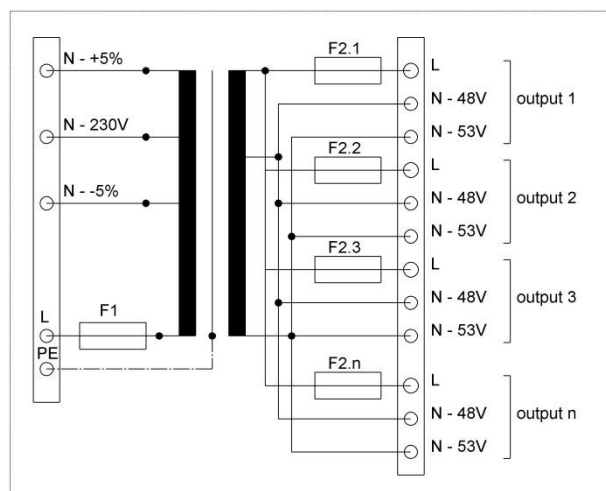 N - +5%
N - 230V
N - -5%
L
F1
PE
F2.1
L
N - 48V
output 1
N - 53V
F2.2
L
N - 48V
output 2
N - 53V
F2.3
L
N - 48V
output 3
N - 53V
F2.n
L
N - 48V
output n
N - 53V